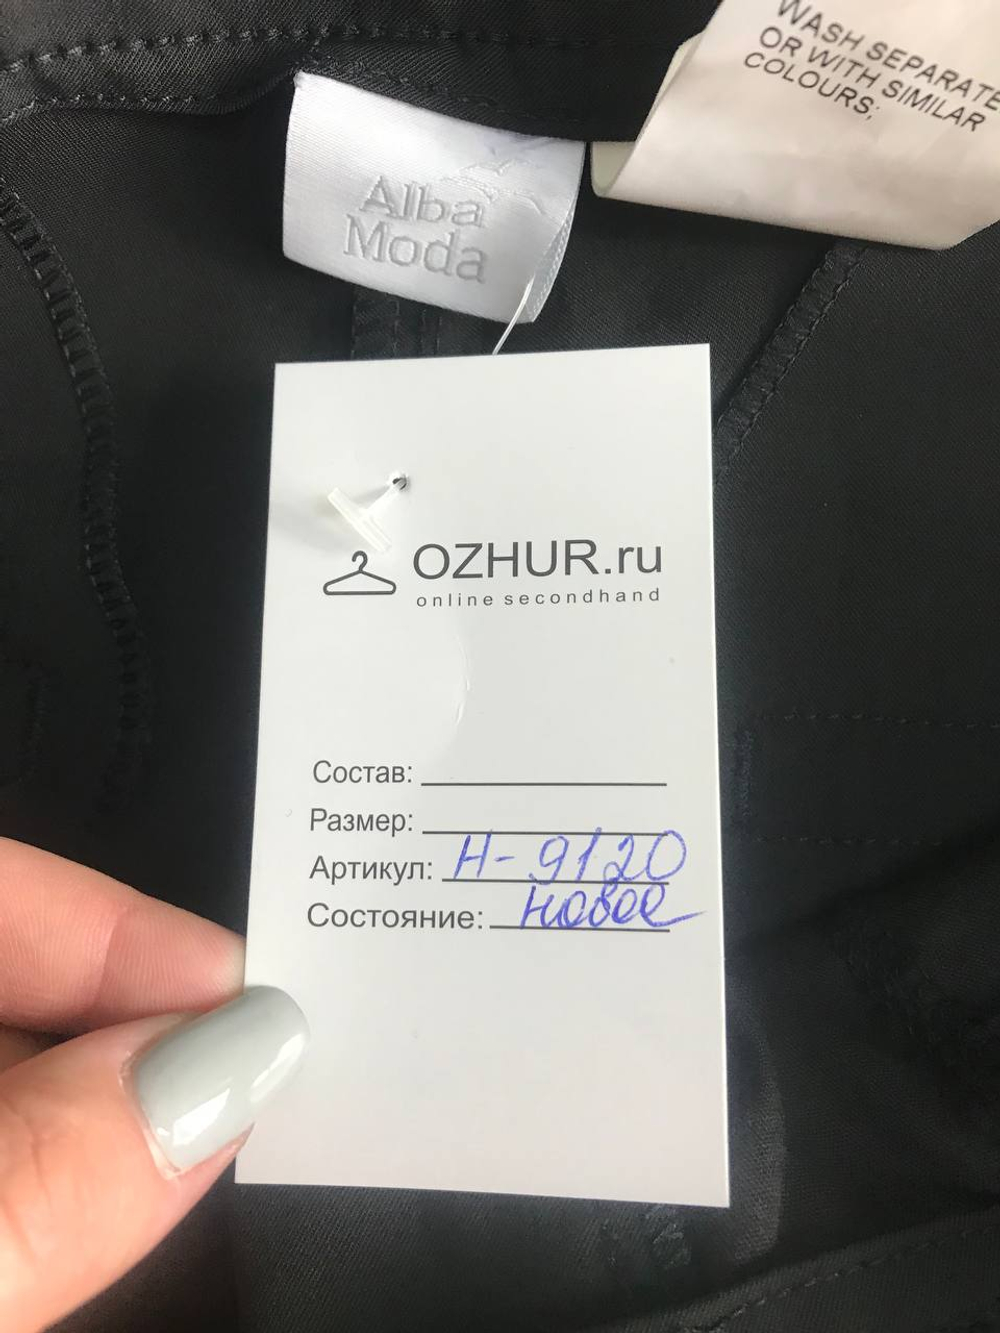 WASH SEPARATE
OR WITH SIMILAR
COLOURS;
Alba
Moda
OZHUR.ru
online secondhand
Состав:
Размер:
Артикул: Н-9120
Состояние: новое